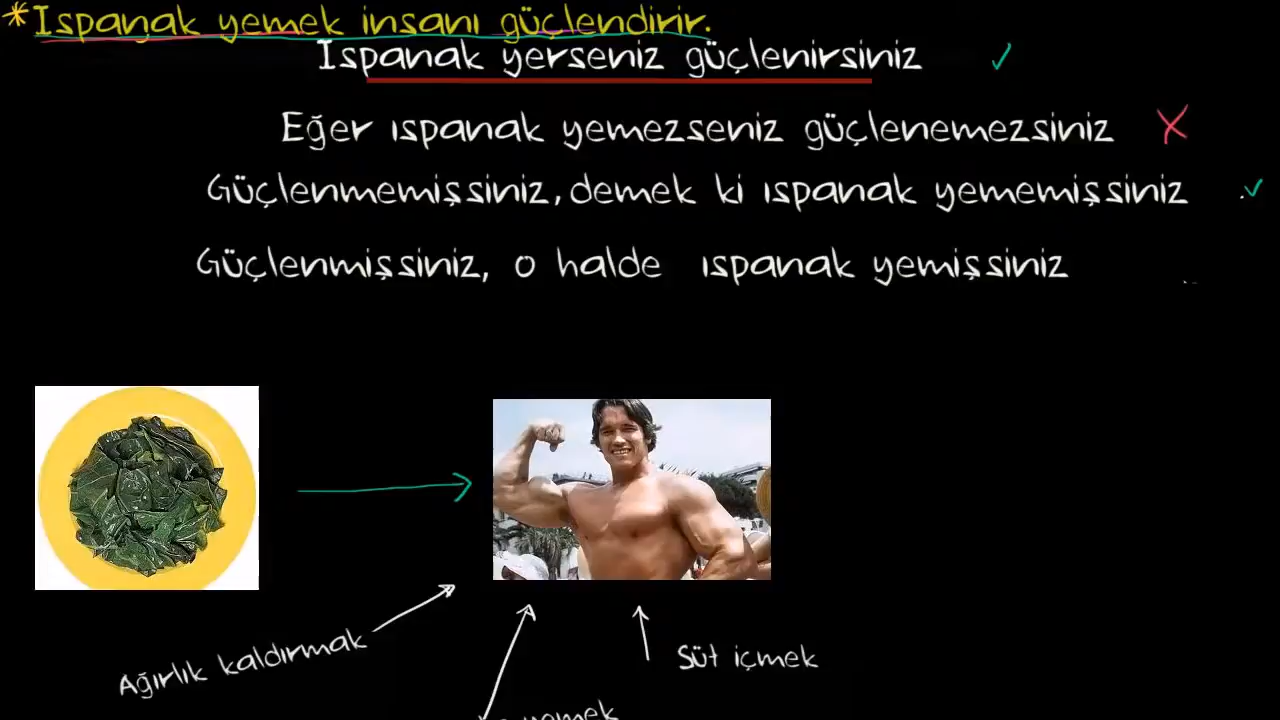 *Ispanak yemek insanı güçlendirir.
Ispanak yerseniz güçlenirsiniz
Eğer ıspanak yemezseniz güçlenemezsiniz
Güçlenmemişsiniz, demek ki ıspanak yememişsiniz
Güçlenmişsiniz, o halde ıspanak yemişsiniz
Ağırlık kaldırmak
Süt içmek
yemek